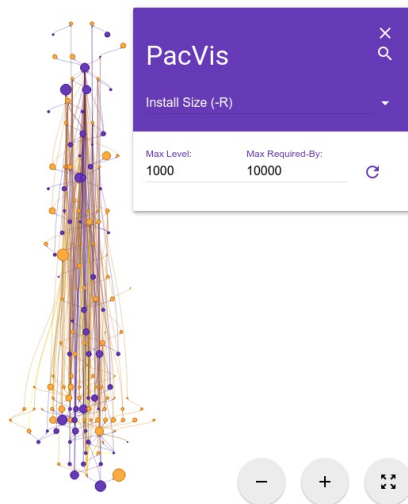 PacVis
Install Size (-R)
Max Level:
Max Required-By:
1000
10000